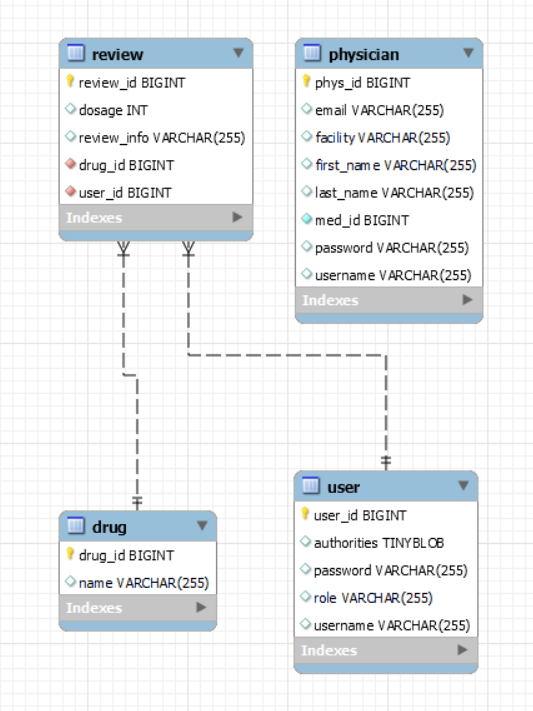 review
review_id BIGINT
dosage INT
review_info VARCHAR(255)
drug_id BIGINT
user_id BIGINT
Indexes
physician
phys_id BIGINT
email VARCHAR(255)
facility VARCHAR(255)
first_name VARCHAR(255)
last_name VARCHAR(255)
med_id BIGINT
password VARCHAR(255)
username VARCHAR(255)
Indexes
drug
drug_id BIGINT
name VARCHAR(255)
Indexes
user
user_id BIGINT
authorities TINYBLOB
password VARCHAR(255)
role VARCHAR(255)
username VARCHAR(255)
Indexes